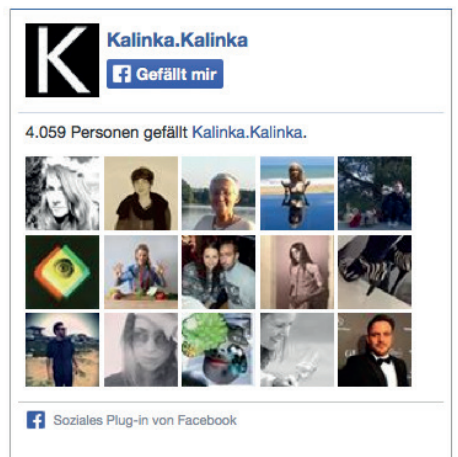 K
Kalinka.Kalinka
Gefällt mir
4.059 Personen gefällt Kalinka.Kalinka.
Soziales Plug-in von Facebook